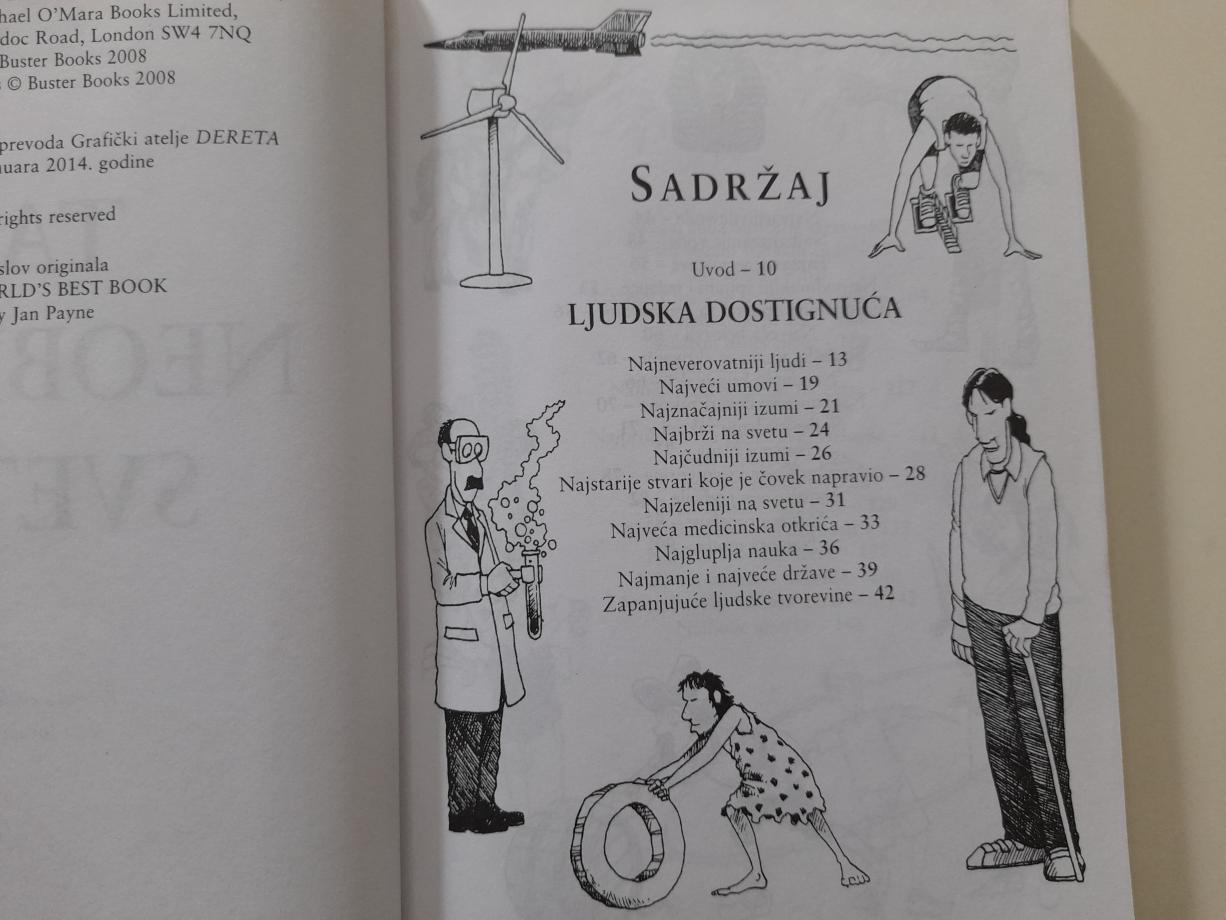 hael O'Mara Books Limited,
doc Road, London SW4 7NQ
Buster Books 2008
© Buster Books 2008
prevoda Grafički atelje DERETA
nuara 2014. godine
rights reserved
slov originala
RLD'S BEST BOOK
y Jan Payne
SADRŽAJ
Uvod – 10
LJUDSKA DOSTIGNUĆA
Najneverovatniji ljudi – 13
Najveći umovi – 19
Najznačajniji izumi – 21
Najbrži na svetu – 24
Najčudniji izumi – 26
Najstarije stvari koje je čovek napravio – 28
Najzeleniji na svetu – 31
Najveća medicinska otkrića – 33
Najgluplja nauka – 36
Najmanje i najveće države – 39
Zapanjujuće ljudske tvorevine – 42